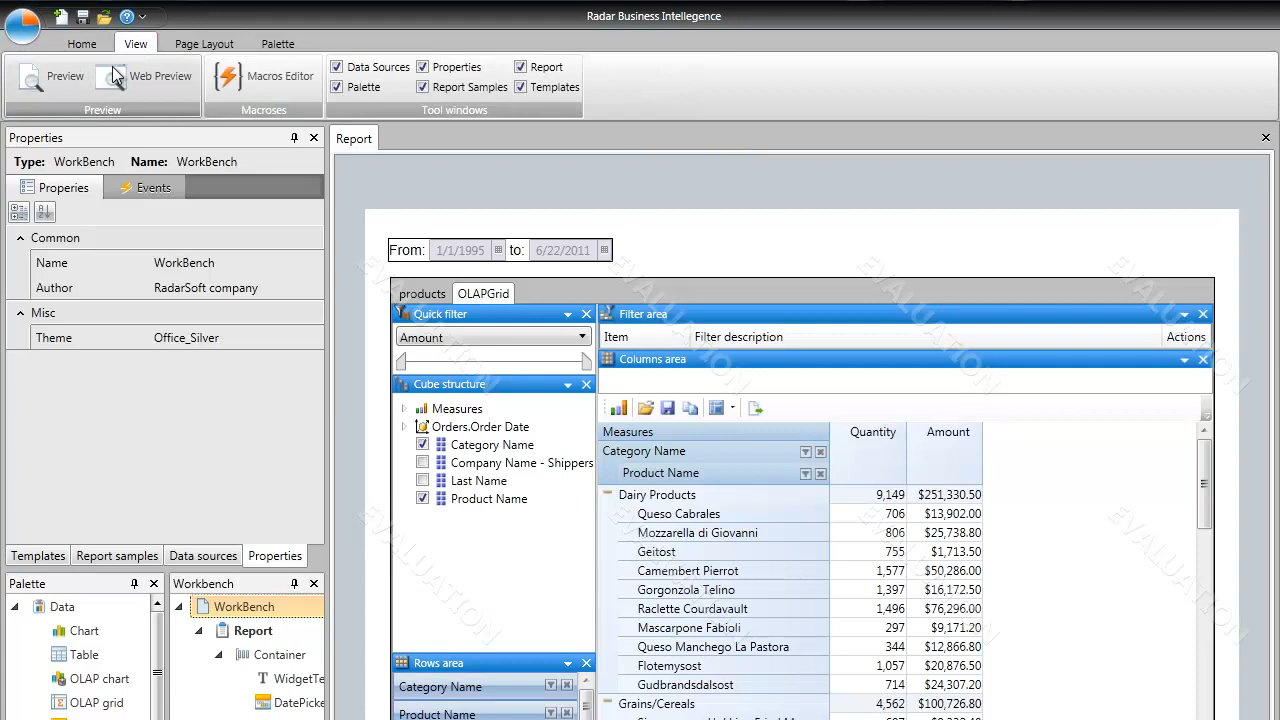 Radar Business Intellegence
Home View Page Layout Palette
Preview Web Preview Macros Editor
Data Sources Properties Report
Palette Report Samples Templates
Preview Macroses Tool windows
Properties
Type: WorkBench Name: WorkBench
Properies Events
Common
Name WorkBench
Author RadarSoft company
Misc
Theme Office_Silver
Templates Report samples Data sources Properties
Palette
Data
Chart
Table
OLAP chart
OLAP grid
Workbench
WorkBench
Report
Container
WidgetTe
DatePicke
Report
From: 1/1/1995 to: 6/22/2011
products OLAPGrid
Quick filter
Amount
Cube structure
Measures
Orders.Order Date
Category Name
Company Name - Shippers
Last Name
Product Name
Rows area
Category Name
Product Name
Filter area
Item Filter description Actions
Columns area
Measures Quantity Amount
Category Name
Product Name
Dairy Products 9,149 $251,330.50
Queso Cabrales 706 $13,902.00
Mozzarella di Giovanni 806 $25,738.80
Geitost 755 $1,713.50
Camembert Pierrot 1,577 $50,286.00
Gorgonzola Telino 1,397 $16,172.50
Raclette Courdavault 1,496 $76,296.00
Mascarpone Fabioli 297 $9,171.20
Queso Manchego La Pastora 344 $12,866.80
Flotemysost 1,057 $20,876.50
Gudbrandsdalsost 714 $24,307.20
Grains/Cereals 4,562 $100,726.80
EVALUATION
EVALUATION
EVALUATION
EVALUATION
EVALUATION
EVALUATION